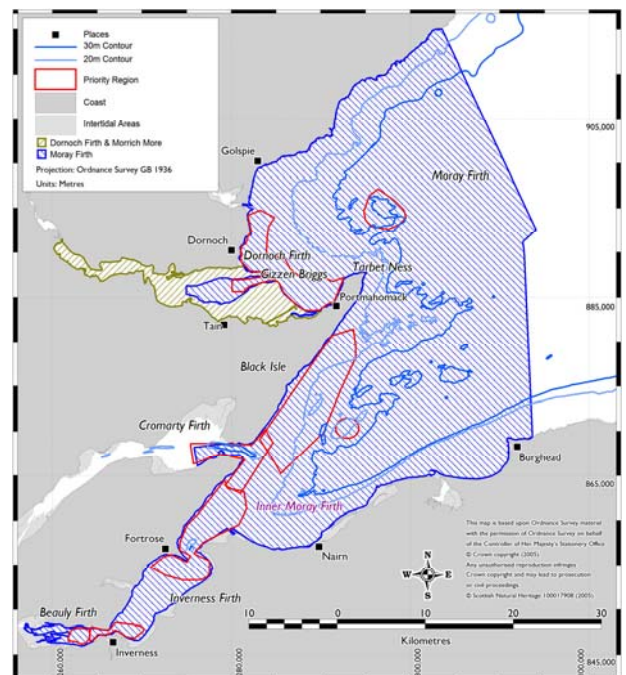 Places
30m Contour
20m Contour
Priority Region
Coast
Intertidal Areas
Dornoch Firth & Morrich More
Moray Firth
Projection: Ordnance Survey GB 1936
Units: Metres
905,000
Golspie
Moray Firth
Dornoch
Dornoch Firth
Gizzen Briggs
Tarbet Ness
Portmahomack
885,000
Tain
Black Isle
Cromarty Firth
Burghead
865,000
Inner Moray Firth
Fortrose
Nairn
This map is based upon Ordnance Survey material
with the permission of Ordnance Survey on behalf
of the Controller of Her Majesty's Stationery Office
© Crown copyright (2005).
Any unauthorised reproduction infringes
Crown copyright and may lead to prosecution
or civil proceedings.
© Scottish Natural Heritage 100017908 (2005).
N
W E
S
Inverness Firth
Beauly Firth
10 0 10 20 30
Kilometres
Inverness
845,000